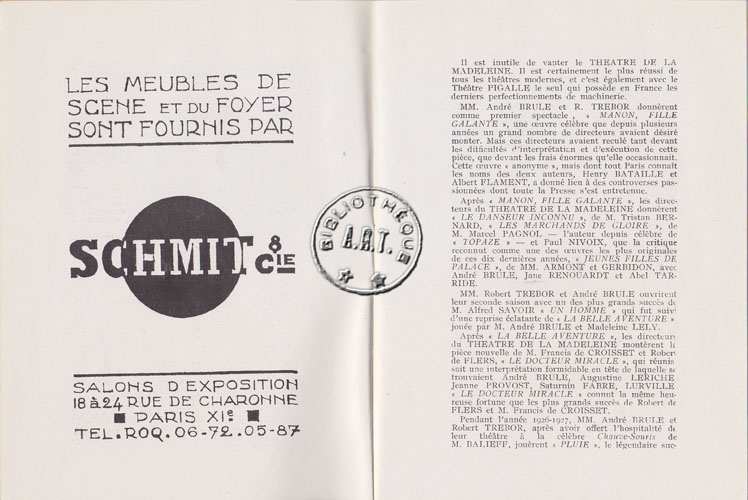 LES MEUBLES DE
SCENE ET DU FOYER
SONT FOURNIS PAR
SCHMIT & CIE
SALONS D EXPOSITION
18 à 24 RUE DE CHARONNE
PARIS XIe
TEL. ROQ. 06-72. 05-87
BIBLIOTHÈQUE
A.R.T.
Il est inutile de vanter le THEATRE DE LA
MADELEINE. Il est certainement le plus réussi de
tous les théâtres modernes, et c'est également avec le
Théâtre PIGALLE le seul qui possède en France les
derniers perfectionnements de machinerie.
MM. André BRULE et R. TREBOR donnèrent
comme premier spectacle, « MANON, FILLE
GALANTE », une œuvre célèbre que depuis plusieurs
années un grand nombre de directeurs avaient désiré
monter. Mais ces directeurs avaient reculé tant devant
les difficultés d'interprétation et d'exécution de cette
pièce, que devant les frais énormes qu'elle occasionnait.
Cette œuvre « anonyme », mais dont tout Paris connaît
les noms des deux auteurs, Henry BATAILLE et
Albert FLAMENT, a donné lieu à des controverses pas-
sionnées dont toute la Presse s'est entretenue.
Après « MANON, FILLE GALANTE », les direc-
teurs du THEATRE DE LA MADELEINE donnèrent
« LE DANSEUR INCONNU », de M. Tristan BER-
NARD, « LES MARCHANDS DE GLOIRE », de
M. Marcel PAGNOL — l'auteur depuis célèbre de
« TOPAZE » — et Paul NIVOIX, que la critique
reconnut comme une des œuvres les plus originales
de ces dix dernières années, « JEUNES FILLES DE
PALACE », de MM. ARMONT et GERBIDON, avec
André BRULE, Jane RENOUARDT et Abel TAR-
RIDE.
MM. Robert TREBOR et André BRULE ouvrirent
leur seconde saison avec un des plus grands succès de
M. Alfred SAVOIR « UN HOMME » qui fut suivi
d'une reprise éclatante de « LA BELLE AVENTURE »
jouée par M. André BRULE et Madeleine LELY.
Après « LA BELLE AVENTURE », les directeurs
du THEATRE DE LA MADELEINE montèrent la
pièce nouvelle de M. Francis de CROISSET et Robert
de FLERS, « LE DOCTEUR MIRACLE », qui réunis-
sait une interprétation formidable en tête de laquelle se
trouvaient André BRULE, Augustine LERICHE
Jeanne PROVOST, Saturnin FABRE, LURVILLE
« LE DOCTEUR MIRACLE » connut la même heu-
reuse fortune que les plus grands succès de Robert de
FLERS et M. Francis de CROISSET.
Pendant l'année 1926-1927, MM. André BRULE et
Robert TREBOR, après avoir offert l'hospitalité de
leur théâtre à la célèbre Chauve-Souris de
M. BALIEFF, jouèrent « PLUIE », le légendaire suc-